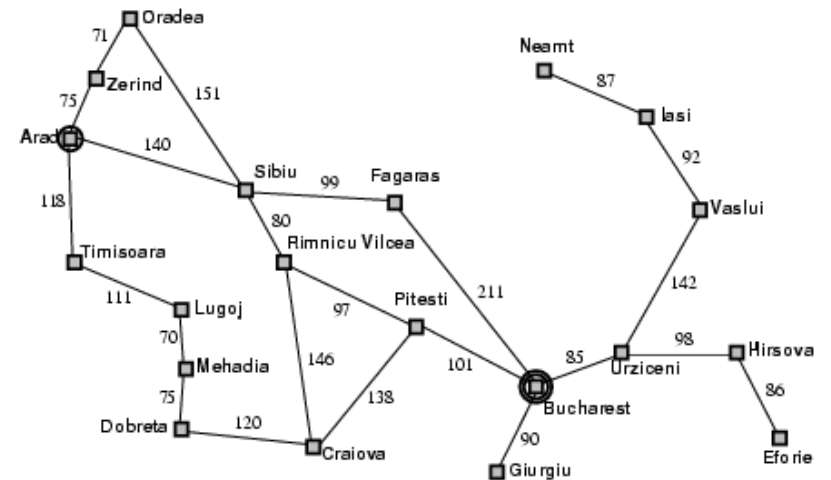 Oradea
71
Neamt
Zerind
87
75
151
Iasi
Arad
140
92
Sibiu
Fagaras
99
118
Vaslui
80
Timisoara
Rimnicu Vilcea
142
211
111
Lugoj
97
Pitesti
70
98
85
Hirsova
146
101
Mehadia
Urziceni
138
86
75
Bucharest
Dobreta
120
90
Craiova
Eforie
Giurgiu